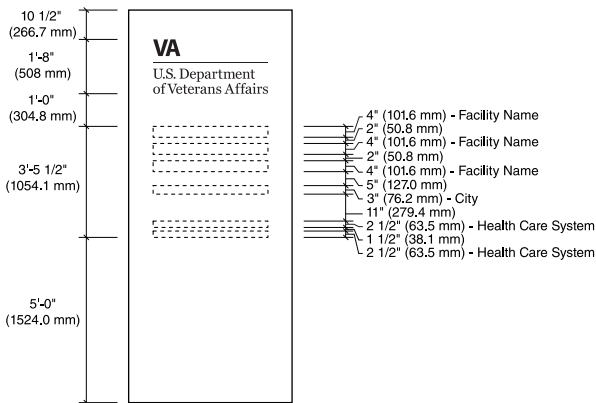 10 1/2"
(266.7 mm)
1'-8"
(508 mm)
1'-0"
(304.8 mm)
3'-5 1/2"
(1054.1 mm)
5'-0"
(1524.0 mm)
VA
U.S. Department
of Veterans Affairs
4" (101.6 mm) - Facility Name
2" (50.8 mm)
4" (101.6 mm) - Facility Name
2" (50.8 mm)
4" (101.6 mm) - Facility Name
5" (127.0 mm)
3" (76.2 mm) - City
11" (279.4 mm)
2 1/2" (63.5 mm) - Health Care System
1 1/2" (38.1 mm)
2 1/2" (63.5 mm) - Health Care System